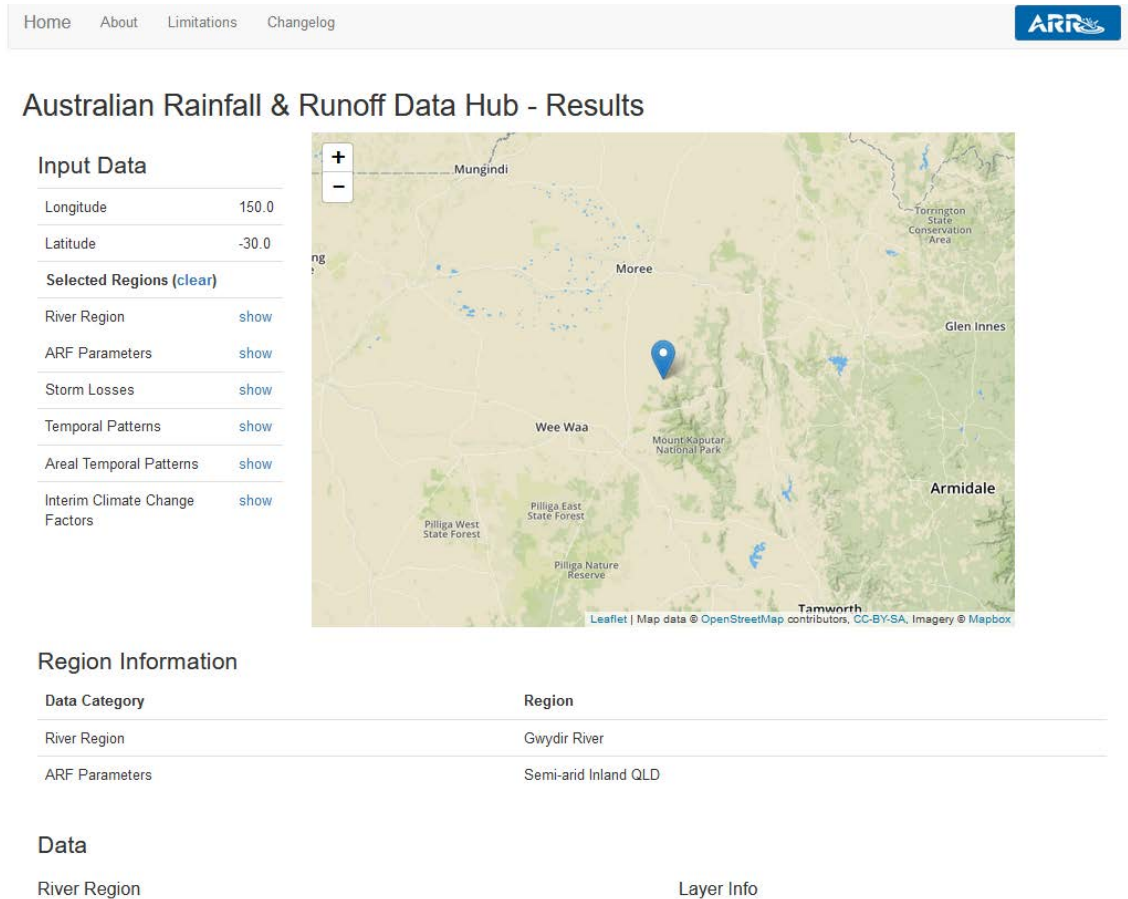 Home About Limitations Changelog ARR
Australian Rainfall & Runoff Data Hub - Results
Input Data
Longitude 150.0
Latitude -30.0
Selected Regions (clear)
River Region show
ARF Parameters show
Storm Losses show
Temporal Patterns show
Areal Temporal Patterns show
Interim Climate Change show
Factors
+
−
Mungindi
Torrington
State
Conservation
Area
ng
Moree
Glen Innes
Wee Waa
Mount Kaputar
National Park
Armidale
Pilliga East
State Forest
Pilliga West
State Forest
Pilliga Nature
Reserve
Tamworth
Leaflet | Map data © OpenStreetMap contributors, CC-BY-SA, Imagery © Mapbox
Region Information
Data Category Region
River Region Gwydir River
ARF Parameters Semi-arid Inland QLD
Data
River Region Layer Info